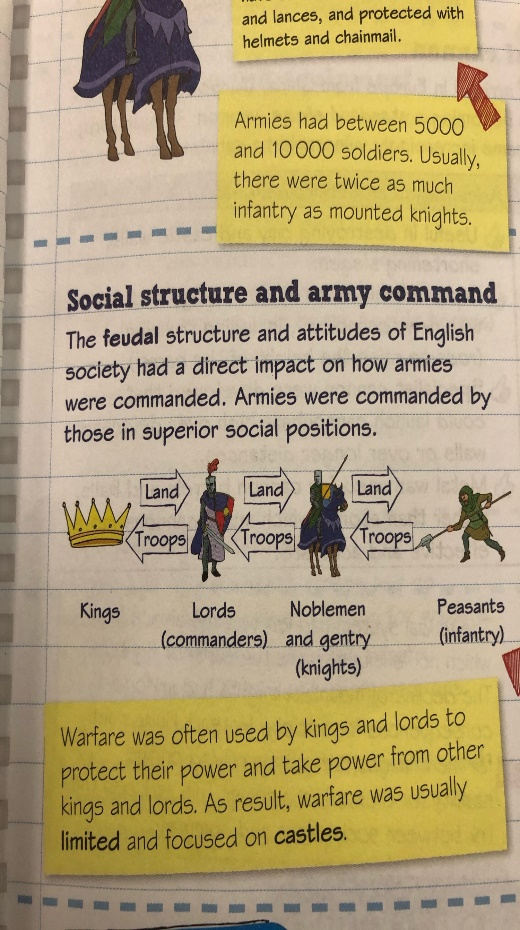 and lances, and protected with
helmets and chainmail.
Armies had between 5000
and 10 000 soldiers. Usually,
there were twice as much
infantry as mounted knights.
Social structure and army command
The feudal structure and attitudes of English
society had a direct impact on how armies
were commanded. Armies were commanded by
those in superior social positions.
Land Land Land
Troops Troops Troops
Kings Lords Noblemen Peasants
(commanders) and gentry (infantry)
(knights)
Warfare was often used by kings and lords to
protect their power and take power from other
kings and lords. As result, warfare was usually
limited and focused on castles.